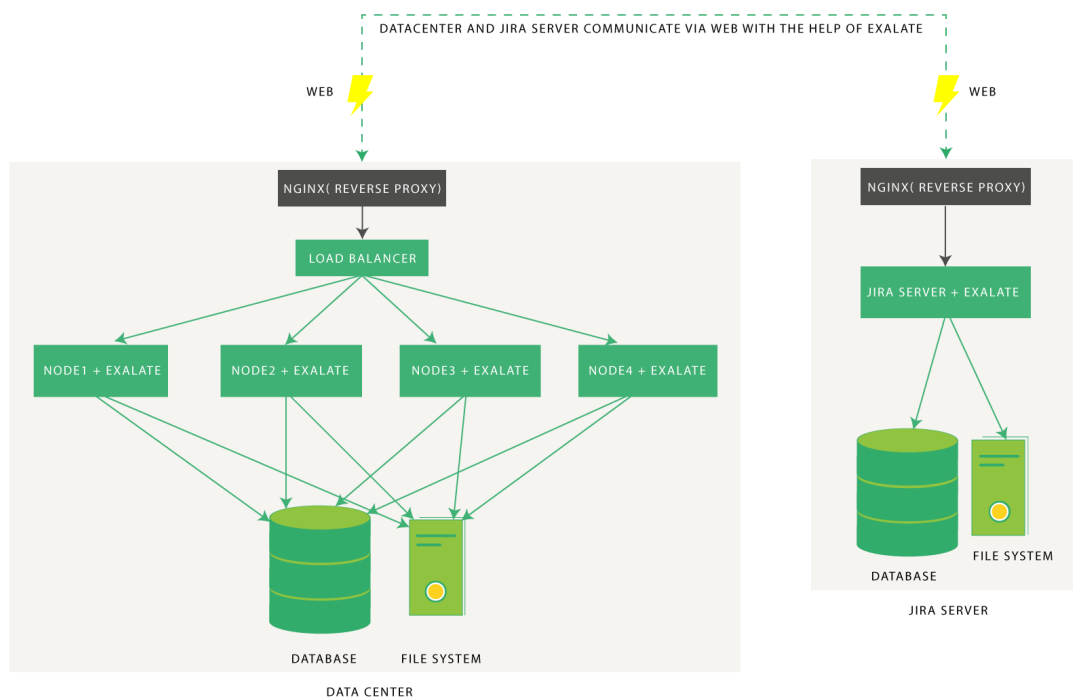 DATACENTER AND JIRA SERVER COMMUNICATE VIA WEB WITH THE HELP OF EXALATE
WEB
WEB
NGINX( REVERSE PROXY)
NGINX( REVERSE PROXY)
LOAD BALANCER
JIRA SERVER + EXALATE
NODE1 + EXALATE
NODE2 + EXALATE
NODE3 + EXALATE
NODE4 + EXALATE
DATABASE
FILE SYSTEM
DATABASE
FILE SYSTEM
JIRA SERVER
DATA CENTER